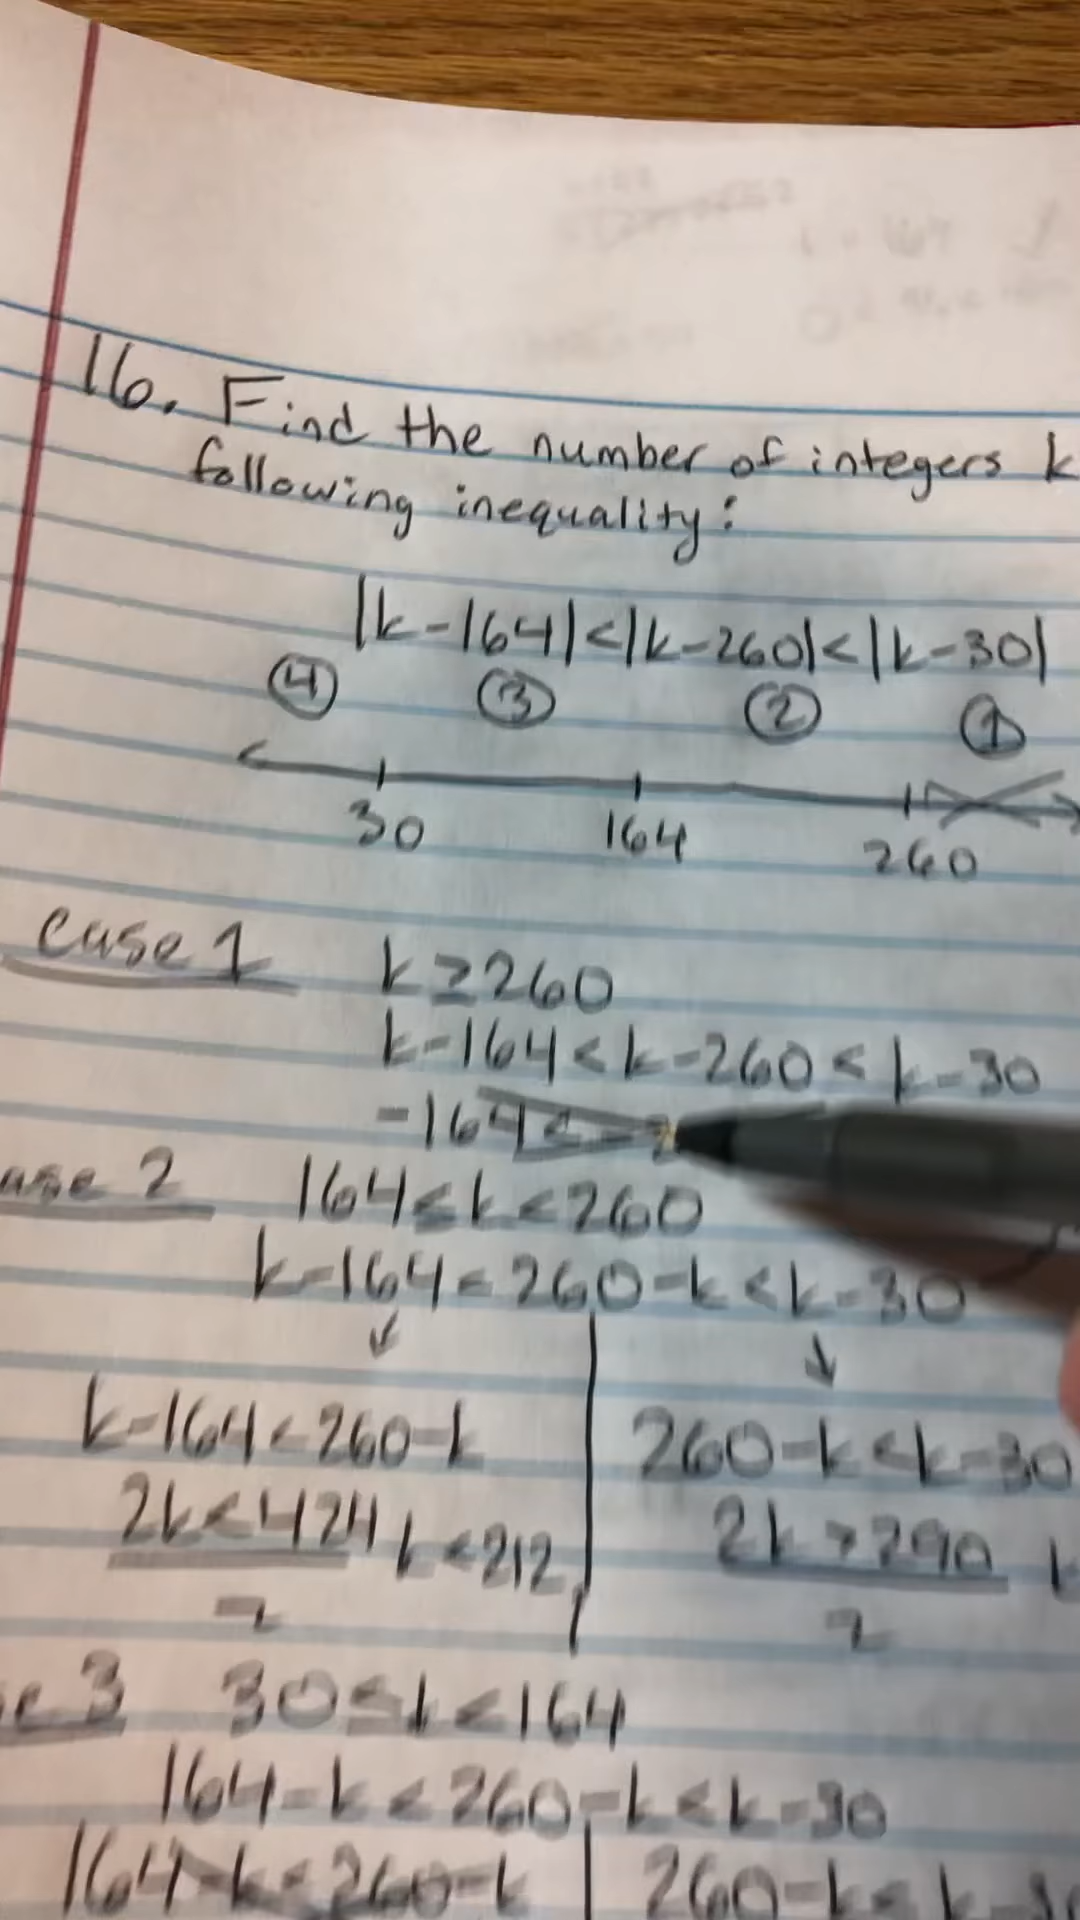 16. Find the number of integers k
following inequality:
|k-164|<|k-260|<|k-30|
④ ③ ② ①
30 164 260
case 1 k≥260
k-164<k-260<k-30
-164<-2
ase 2 164≤k<260
k-164<260-k<k-30
k-164<260-k 260-k<k-30
2k<424 k<212 2k>290
2 2
e 3 30≤k<164
164-k<260-k<k-30
164-k<260-k 260-k<k-30